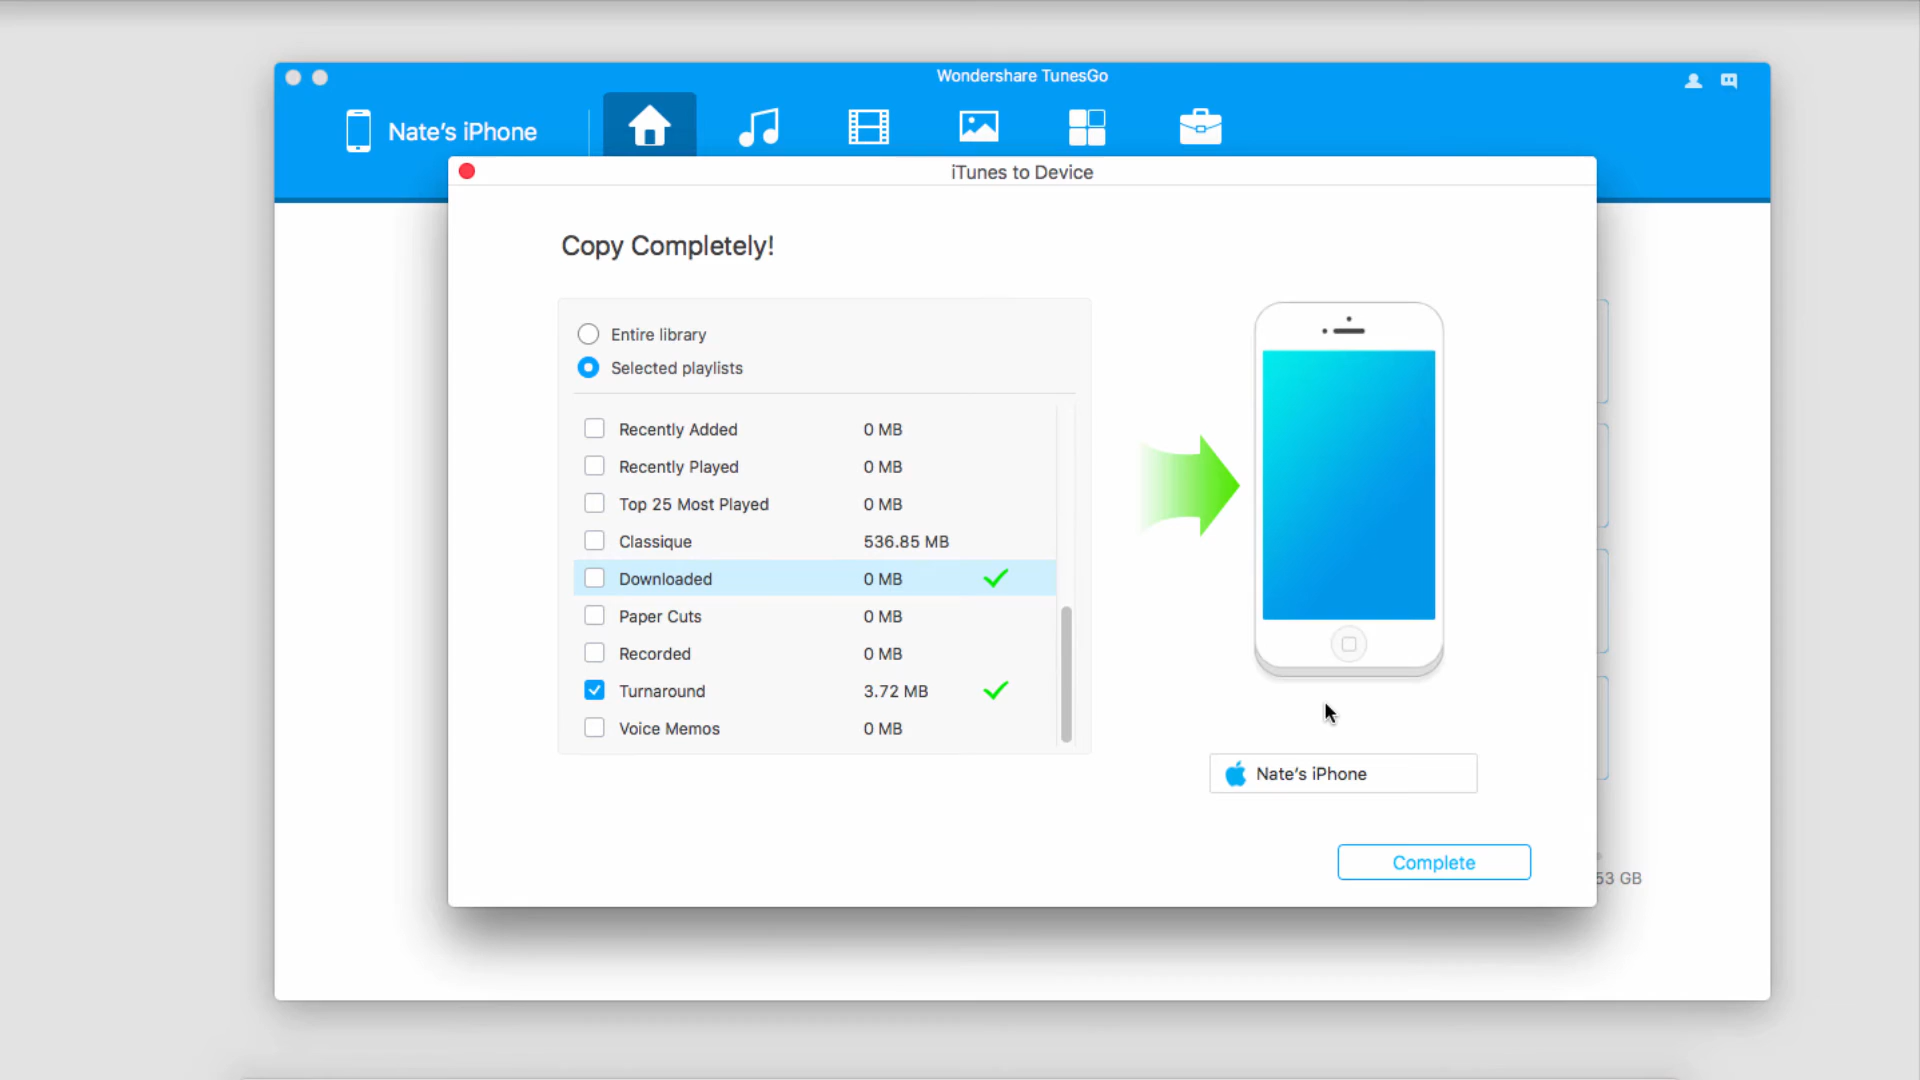 Wondershare TunesGo
Nate's iPhone
iTunes to Device
Copy Completely!
Entire library
Selected playlists
Recently Added 0 MB
Recently Played 0 MB
Top 25 Most Played 0 MB
Classique 536.85 MB
Downloaded 0 MB
Paper Cuts 0 MB
Recorded 0 MB
Turnaround 3.72 MB
Voice Memos 0 MB
Nate's iPhone
Complete
53 GB